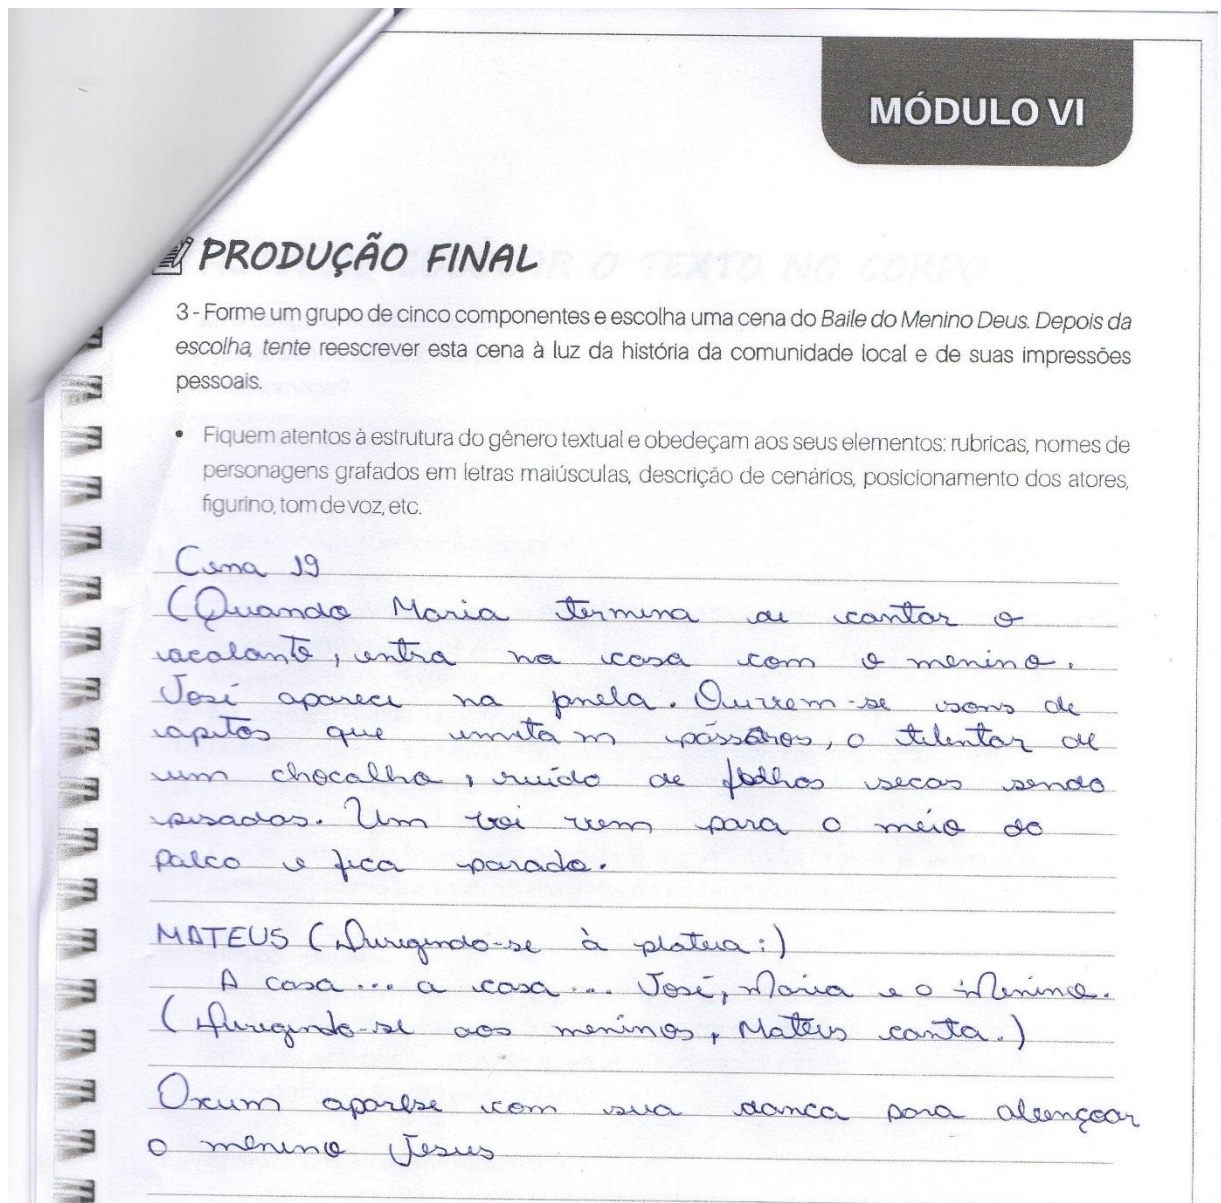 MÓDULO VI
PRODUÇÃO FINAL
3 - Forme um grupo de cinco componentes e escolha uma cena do Baile do Menino Deus. Depois da
escolha, tente reescrever esta cena à luz da história da comunidade local e de suas impressões
pessoais.
• Fiquem atentos à estrutura do gênero textual e obedeçam aos seus elementos: rubricas, nomes de
personagens grafados em letras maiúsculas, descrição de cenários, posicionamento dos atores,
figurino, tom de voz, etc.
Cena 19
(Quando Maria termina de cantar o
acalanto, entra na casa com o menino.
José aparece na janela. Ouvem-se sons de
apitos que imitam pássaros, o tilintar de
um chocalho, ruído de folhas secas sendo
pisadas. Um boi vem para o meio do
palco e fica parado.
MATEUS (Dirigindo-se à plateia:)
A casa... a casa... José, Maria e o Menino.
(Dirigindo-se aos meninos, Mateus canta.)
Oxum aparese com sua danca para abençoar
o menino Jesus